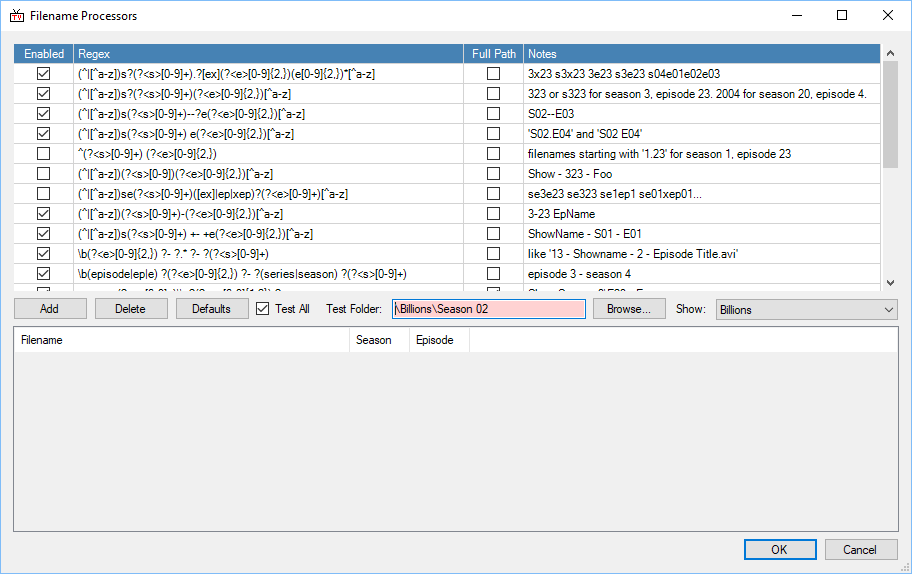 Filename Processors
Enabled Regex Full Path Notes
(^|[^a-z])s?(?<s>[0-9]+).?[ex](?<e>[0-9]{2,})(e[0-9]{2,})*[^a-z] 3x23 s3x23 3e23 s3e23 s04e01e02e03
(^|[^a-z])s?(?<s>[0-9]+)(?<e>[0-9]{2,})[^a-z] 323 or s323 for season 3, episode 23. 2004 for season 20, episode 4.
(^|[^a-z])s(?<s>[0-9]+)--?e(?<e>[0-9]{2,})[^a-z] S02--E03
(^|[^a-z])s(?<s>[0-9]+) e(?<e>[0-9]{2,})[^a-z] 'S02.E04' and 'S02 E04'
^(?<s>[0-9]+) (?<e>[0-9]{2,}) filenames starting with '1.23' for season 1, episode 23
(^|[^a-z])(?<s>[0-9])(?<e>[0-9]{2,})[^a-z] Show - 323 - Foo
(^|[^a-z])se(?<s>[0-9]+)([ex]|ep|xep)?(?<e>[0-9]+)[^a-z] se3e23 se323 se1ep1 se01xep01...
(^|[^a-z])(?<s>[0-9]+)-(?<e>[0-9]{2,})[^a-z] 3-23 EpName
(^|[^a-z])s(?<s>[0-9]+) +- +e(?<e>[0-9]{2,})[^a-z] ShowName - S01 - E01
\b(?<e>[0-9]{2,}) ?- ?.* ?- ?(?<s>[0-9]+) like '13 - Showname - 2 - Episode Title.avi'
\b(episode|ep|e) ?(?<e>[0-9]{2,}) ?- ?(series|season) ?(?<s>[0-9]+) episode 3 - season 4
Add Delete Defaults Test All Test Folder: \Billions\Season 02 Browse... Show: Billions
Filename Season Episode
OK Cancel